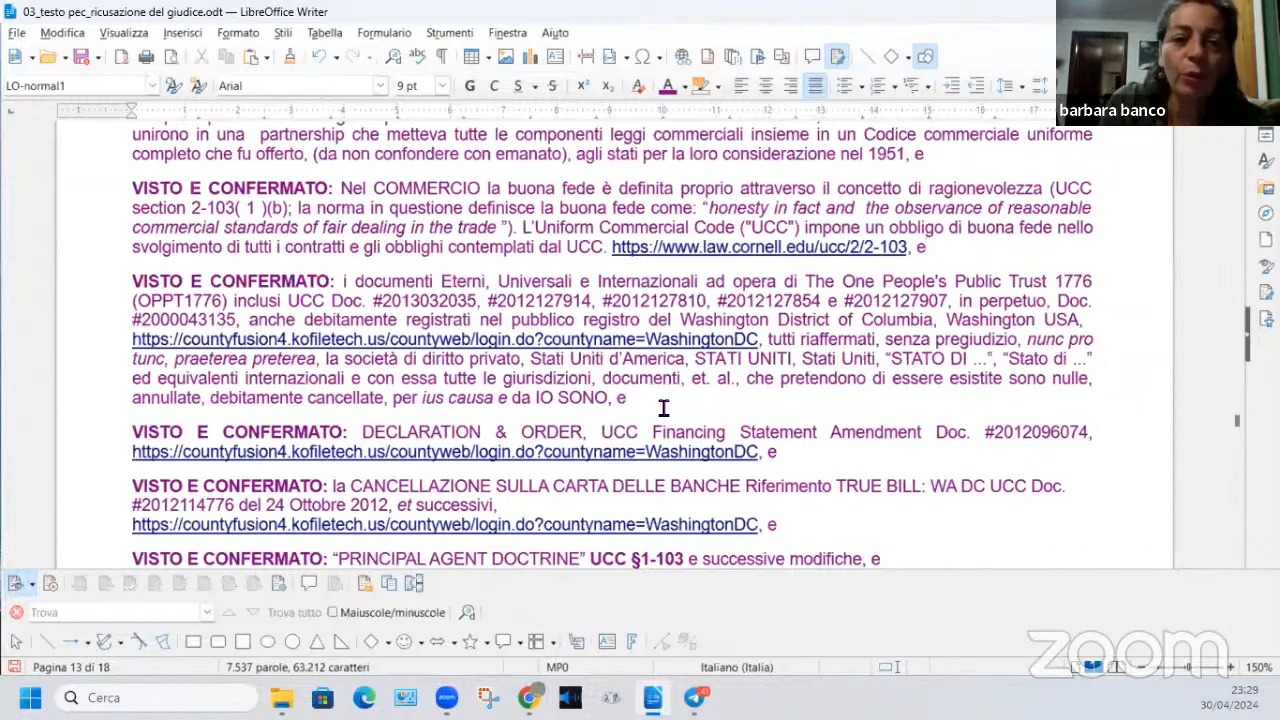 03_testo pec_ricusazione del giudice.odt — LibreOffice Writer
File Modifica Visualizza Inserisci Formato Stili Tabella Formulario Strumenti Finestra Aiuto
LO-normal1 Arial 9 pt
barbara banco
unirono in una partnership che metteva tutte le componenti leggi commerciali insieme in un Codice commerciale uniforme
completo che fu offerto, (da non confondere con emanato), agli stati per la loro considerazione nel 1951, e
VISTO E CONFERMATO: Nel COMMERCIO la buona fede è definita proprio attraverso il concetto di ragionevolezza (UCC
section 2-103( 1 )(b); la norma in questione definisce la buona fede come: “honesty in fact and the observance of reasonable
commercial standards of fair dealing in the trade ”). L’Uniform Commercial Code ("UCC") impone un obbligo di buona fede nello
svolgimento di tutti i contratti e gli obblighi contemplati dal UCC. https://www.law.cornell.edu/ucc/2/2-103, e
VISTO E CONFERMATO: i documenti Eterni, Universali e Internazionali ad opera di The One People's Public Trust 1776
(OPPT1776) inclusi UCC Doc. #2013032035, #2012127914, #2012127810, #2012127854 e #2012127907, in perpetuo, Doc.
#2000043135, anche debitamente registrati nel pubblico registro del Washington District of Columbia, Washington USA,
https://countyfusion4.kofiletech.us/countyweb/login.do?countyname=WashingtonDC, tutti riaffermati, senza pregiudizio, nunc pro
tunc, praeterea preterea, la società di diritto privato, Stati Uniti d’America, STATI UNITI, Stati Uniti, “STATO DI ...”, “Stato di ...”
ed equivalenti internazionali e con essa tutte le giurisdizioni, documenti, et. al., che pretendono di essere esistite sono nulle,
annullate, debitamente cancellate, per ius causa e da IO SONO, e
VISTO E CONFERMATO: DECLARATION & ORDER, UCC Financing Statement Amendment Doc. #2012096074,
https://countyfusion4.kofiletech.us/countyweb/login.do?countyname=WashingtonDC, e
VISTO E CONFERMATO: la CANCELLAZIONE SULLA CARTA DELLE BANCHE Riferimento TRUE BILL: WA DC UCC Doc.
#2012114776 del 24 Ottobre 2012, et successivi,
https://countyfusion4.kofiletech.us/countyweb/login.do?countyname=WashingtonDC, e
VISTO E CONFERMATO: “PRINCIPAL AGENT DOCTRINE” UCC §1-103 e successive modifiche, e
Trova Trova tutto Maiuscole/minuscole
zoom
Pagina 13 di 18 7.537 parole, 63.212 caratteri MP0 Italiano (Italia) 150%
Cerca
23:29
30/04/2024